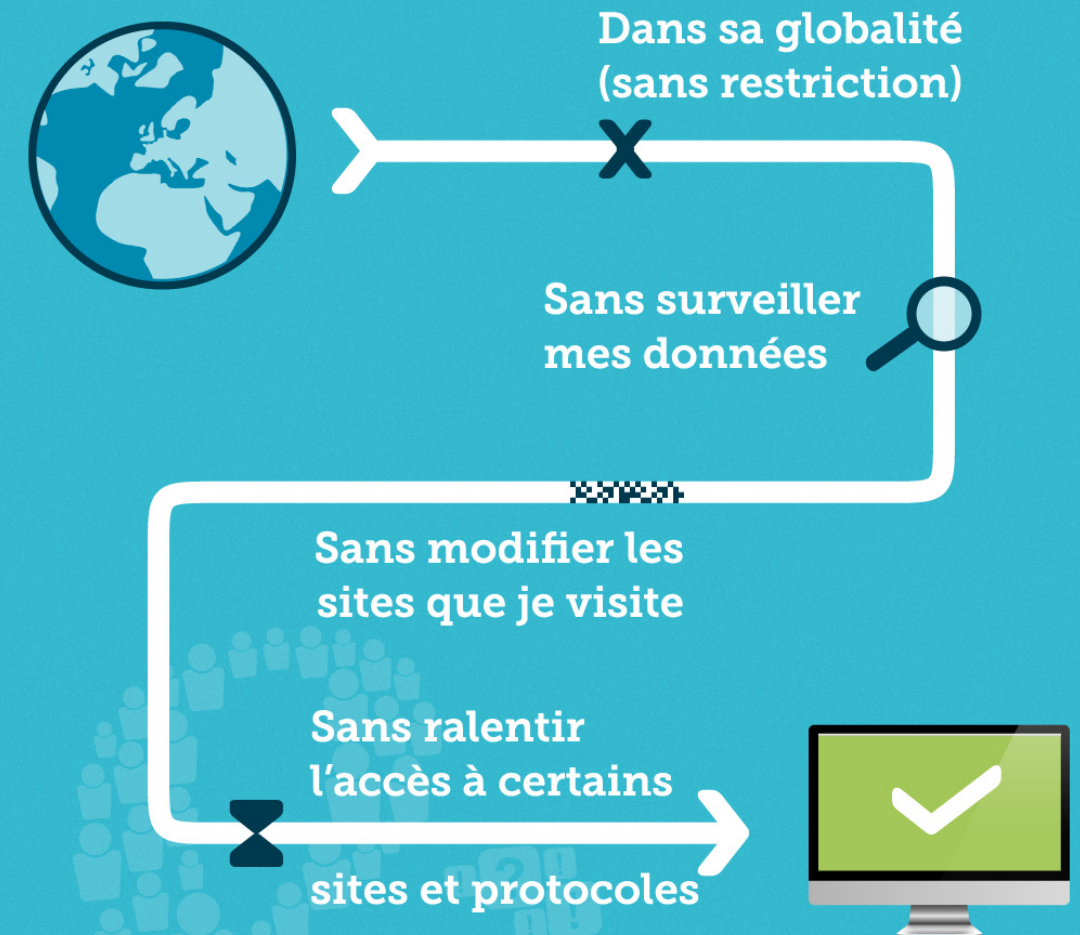 Dans sa globalité
(sans restriction)
Sans surveiller
mes données
Sans modifier les
sites que je visite
Sans ralentir
l'accès à certains
sites et protocoles